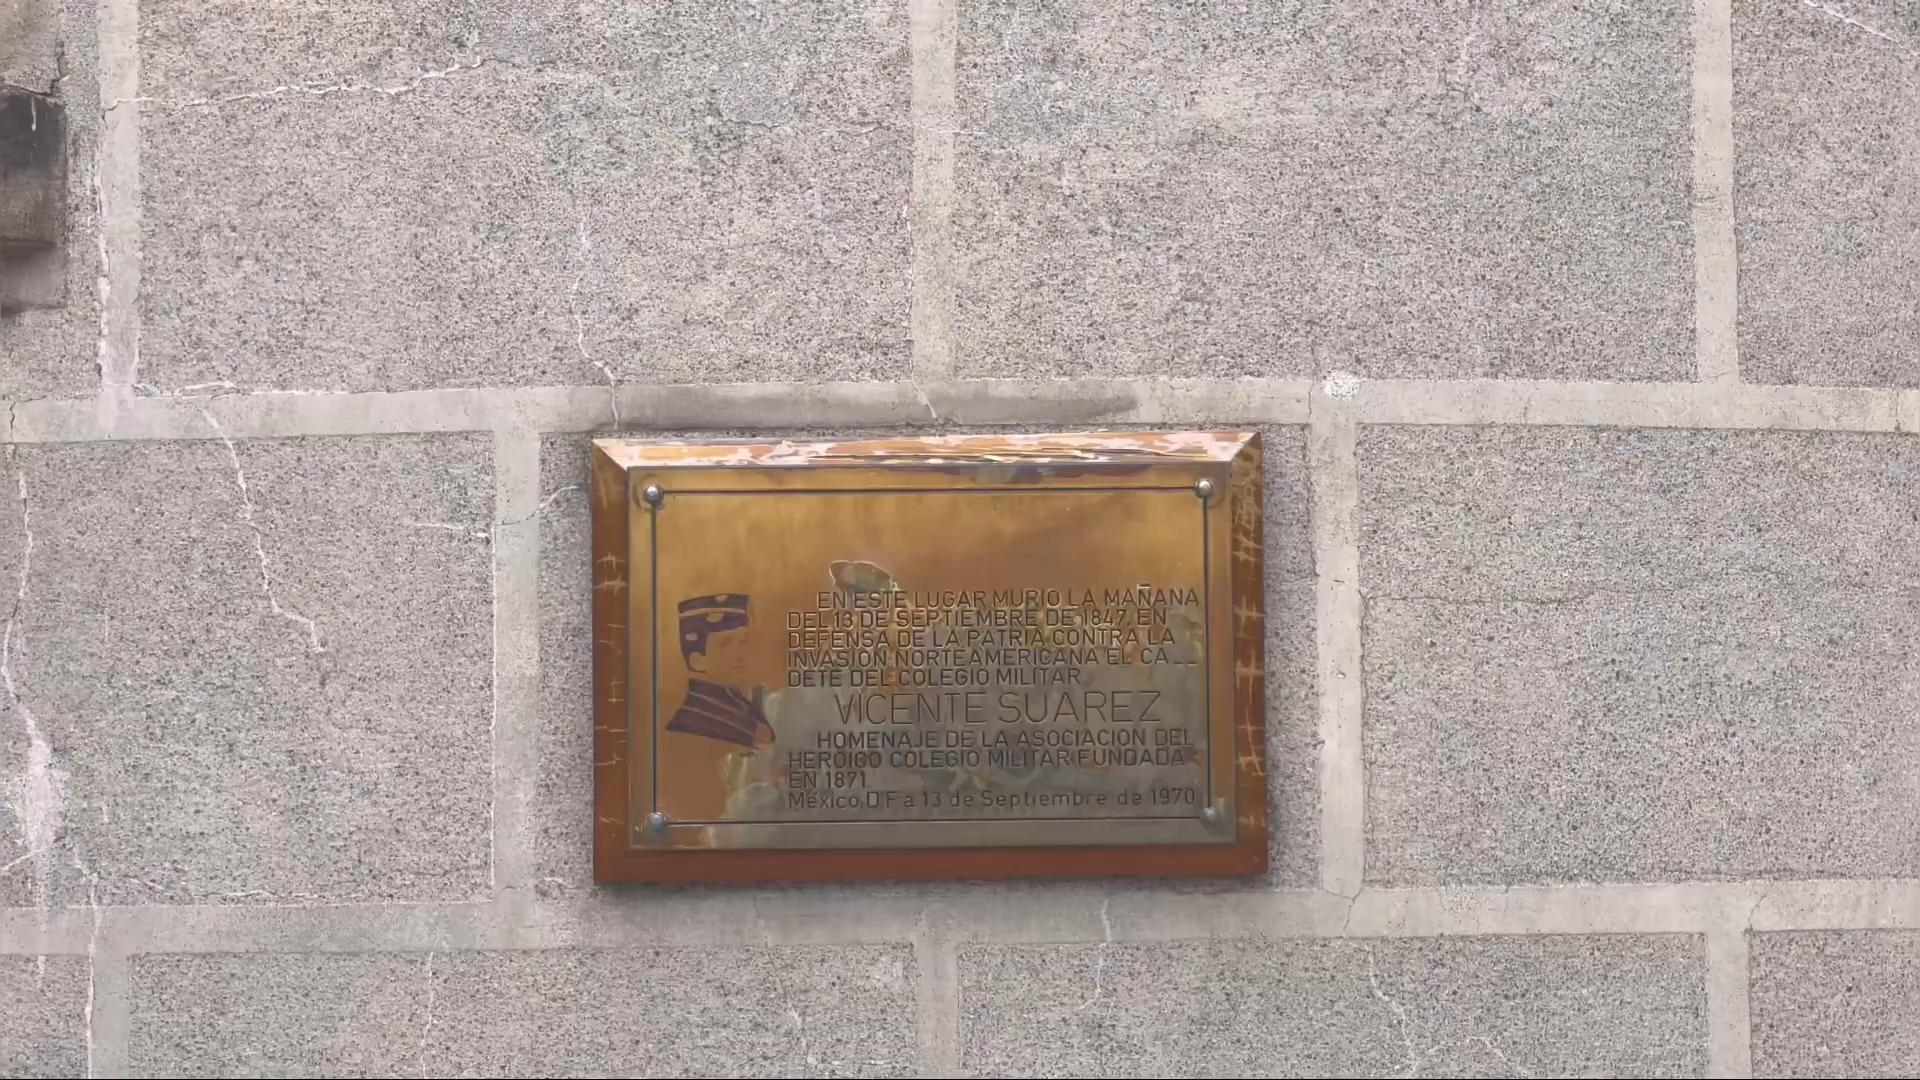 EN ESTE LUGAR MURIO LA MAÑANA
DEL 13 DE SEPTIEMBRE DE 1847, EN
DEFENSA DE LA PATRIA CONTRA LA
INVASION NORTEAMERICANA EL CA__
DETE DEL COLEGIO MILITAR
VICENTE SUAREZ
HOMENAJE DE LA ASOCIACION DEL
HEROICO COLEGIO MILITAR FUNDADA
EN 1871.
México, D F a 13 de Septiembre de 1970